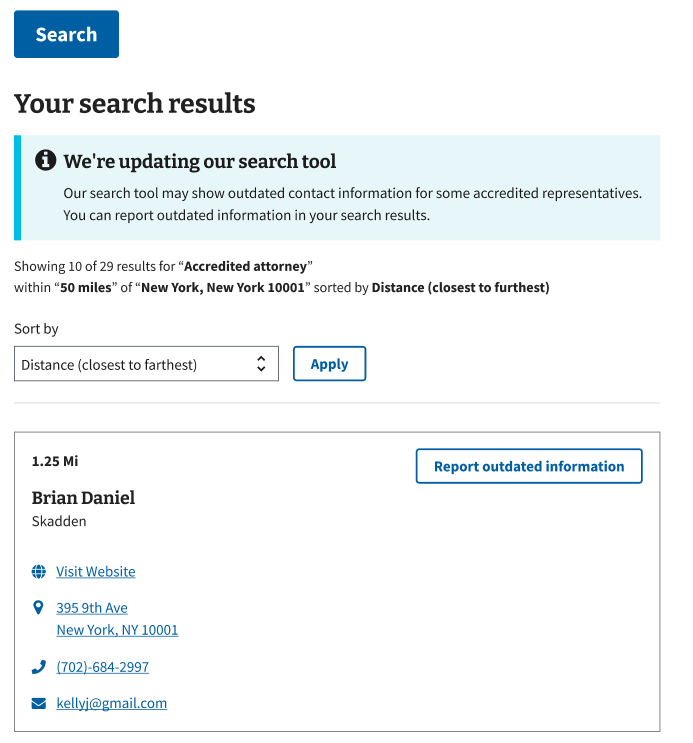 Search
Your search results
We're updating our search tool
Our search tool may show outdated contact information for some accredited representatives.
You can report outdated information in your search results.
Showing 10 of 29 results for “Accredited attorney”
within “50 miles” of “New York, New York 10001” sorted by Distance (closest to furthest)
Sort by
Distance (closest to farthest)
Apply
1.25 Mi
Report outdated information
Brian Daniel
Skadden
Visit Website
395 9th Ave
New York, NY 10001
(702)-684-2997
kellyj@gmail.com